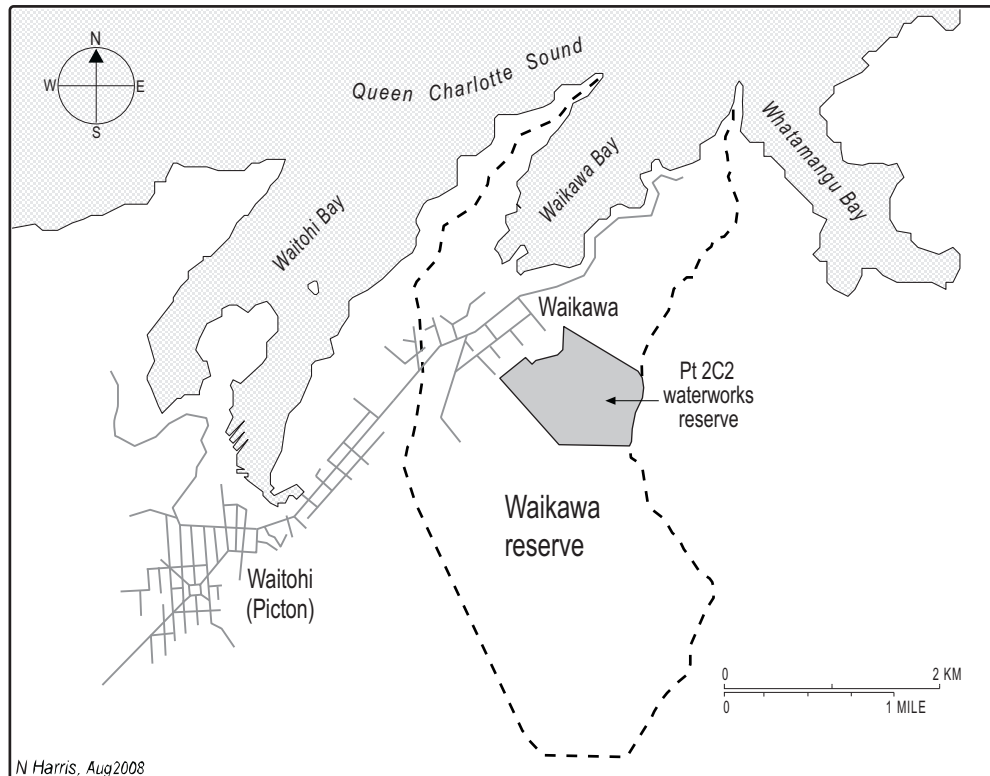 N
W E
S
Queen Charlotte Sound
Waitohi Bay
Waikawa Bay
Whatamangu Bay
Waikawa
Pt 2C2
waterworks
reserve
Waikawa
reserve
Waitohi
(Picton)
0 2 KM
0 1 MILE
N Harris, Aug2008